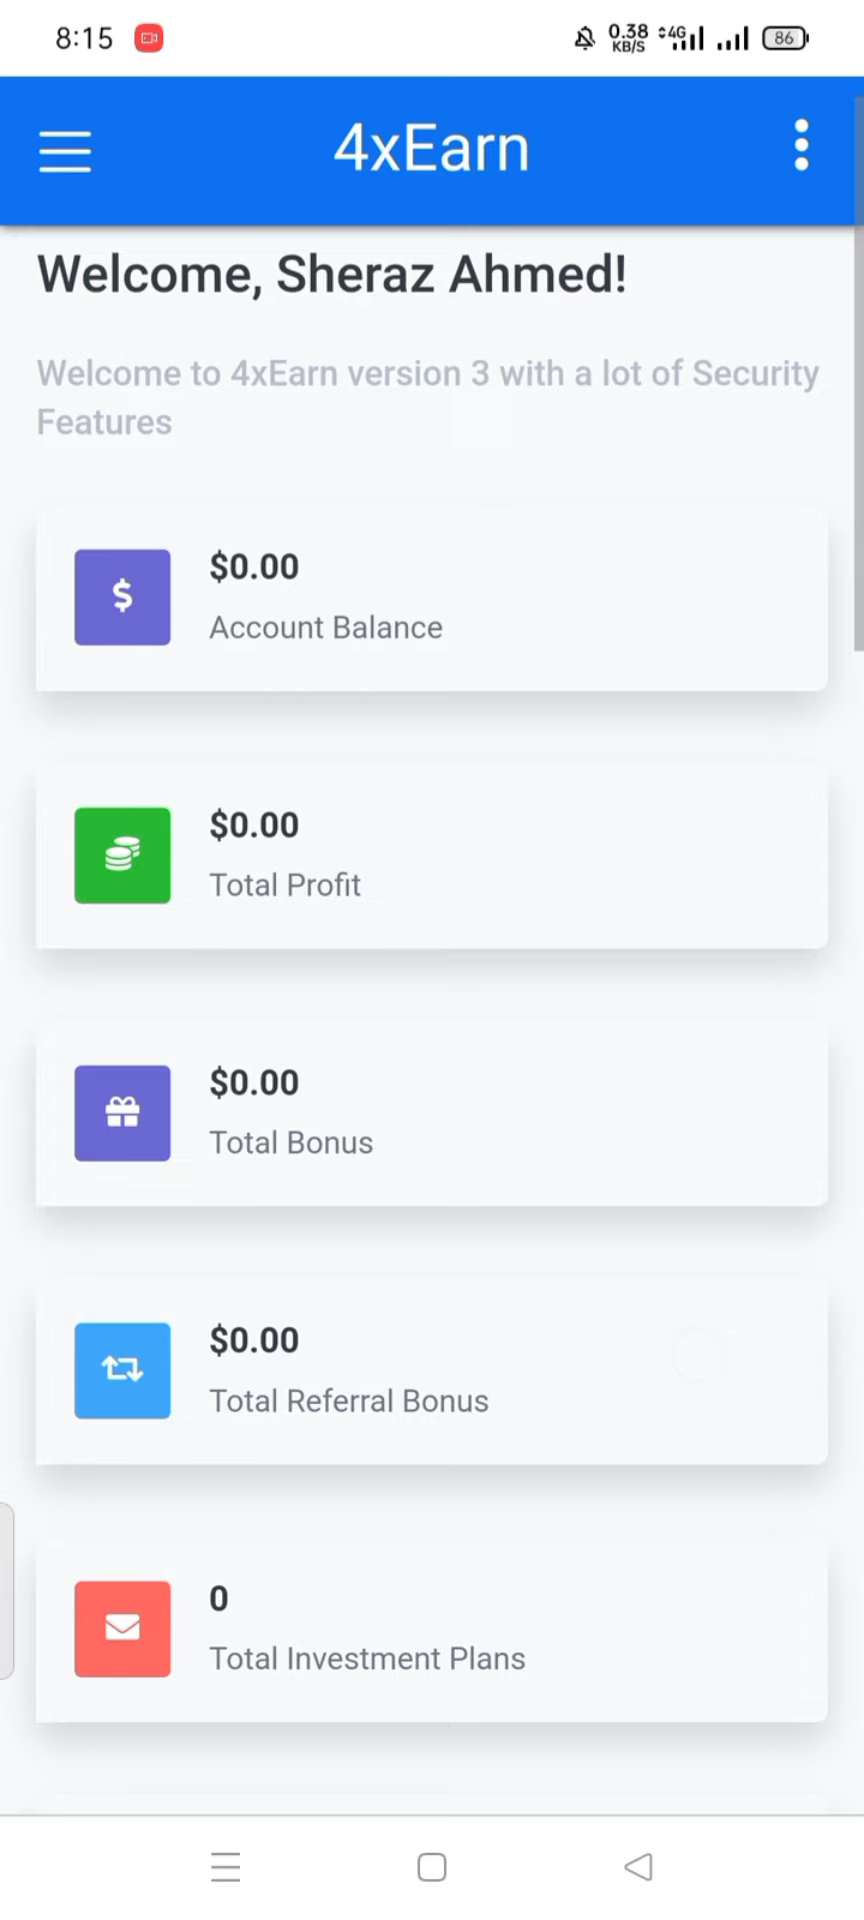 8:15 0.38 KB/S 4G 86
4xEarn
Welcome, Sheraz Ahmed!
Welcome to 4xEarn version 3 with a lot of Security
Features
$
$0.00
Account Balance
$0.00
Total Profit
$0.00
Total Bonus
$0.00
Total Referral Bonus
0
Total Investment Plans